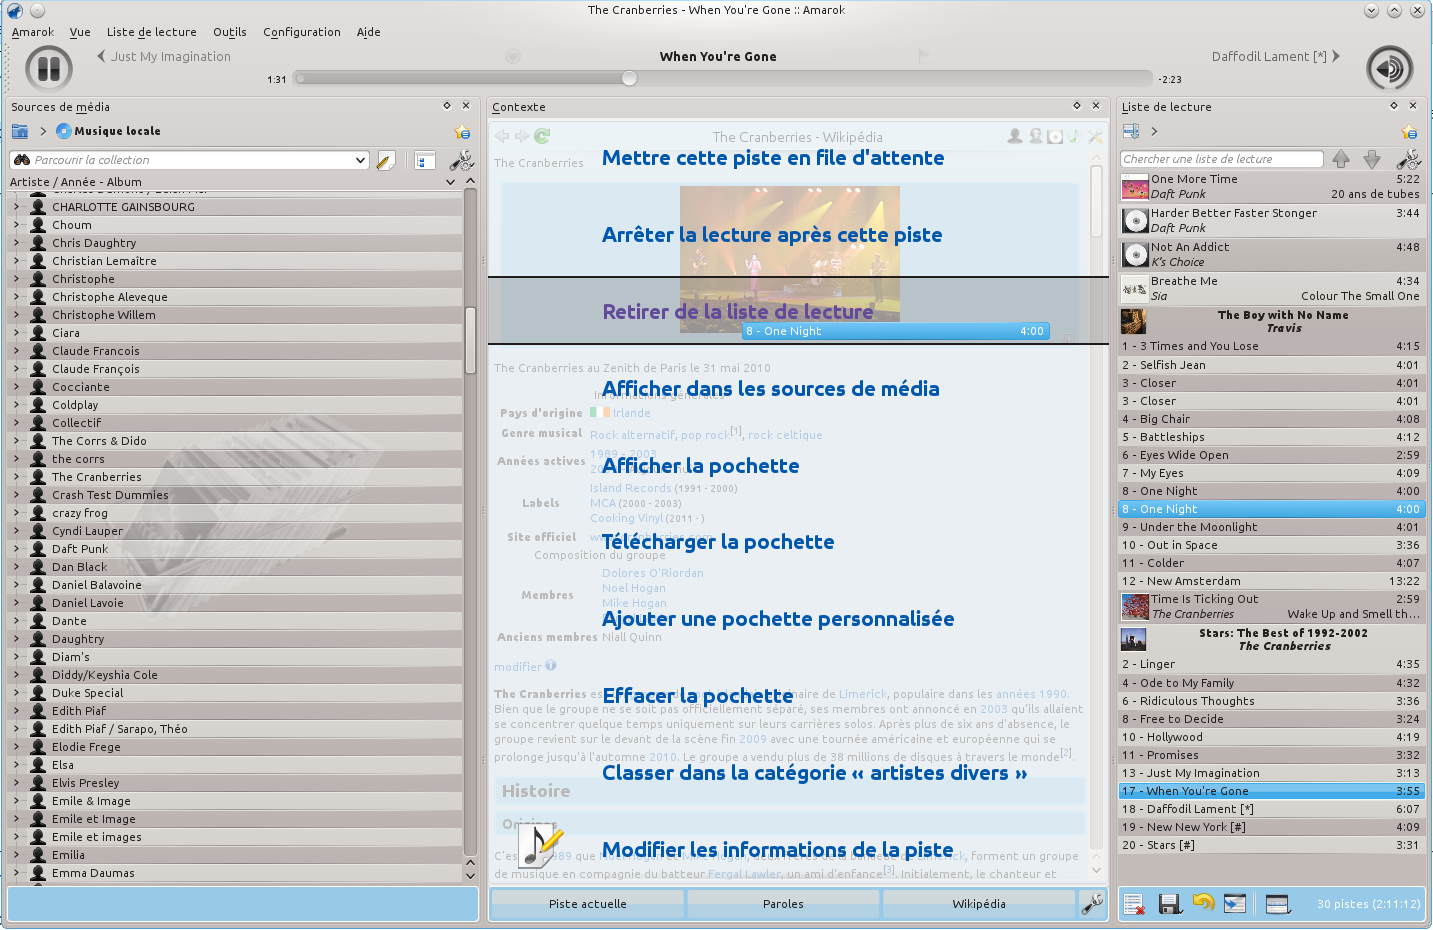 The Cranberries - When You're Gone :: Amarok
Amarok Vue Liste de lecture Outils Configuration Aide
Just My Imagination
When You're Gone
Daffodil Lament [*]
1:31
-2:23
Sources de média
Musique locale
Parcourir la collection
Artiste / Année - Album
CHARLOTTE GAINSBOURG
Choum
Chris Daughtry
Christian Lemaître
Christophe
Christophe Aleveque
Christophe Willem
Ciara
Claude Francois
Claude François
Cocciante
Coldplay
Collectif
The Corrs & Dido
the corrs
The Cranberries
Crash Test Dummies
crazy frog
Cyndi Lauper
Daft Punk
Dan Black
Daniel Balavoine
Daniel Lavoie
Dante
Daughtry
Diam's
Diddy/Keyshia Cole
Duke Special
Edith Piaf
Edith Piaf / Sarapo, Théo
Elodie Frege
Elsa
Elvis Presley
Emile & Image
Emile et Image
Emile et images
Emilia
Emma Daumas
Contexte
The Cranberries - Wikipédia
The Cranberries
Mettre cette piste en file d'attente
Arrêter la lecture après cette piste
Retirer de la liste de lecture
8 - One Night 4:00
The Cranberries au Zenith de Paris le 31 mai 2010
Afficher dans les sources de média
Informations générales
Pays d'origine Irlande
Genre musical Rock alternatif, pop rock[1], rock celtique
Années actives 1989 - 2003
Afficher la pochette
Labels Island Records (1991 - 2000)
MCA (2000 - 2003)
Cooking Vinyl (2011 - )
Site officiel
Télécharger la pochette
Composition du groupe
Membres Dolores O'Riordan
Noel Hogan
Mike Hogan
Ajouter une pochette personnalisée
Anciens membres Niall Quinn
modifier
Effacer la pochette
The Cranberries de Limerick, populaire dans les années 1990.
Bien que le groupe ne se soit pas officiellement séparé, ses membres ont annoncé en 2003 qu'ils allaient
se concentrer quelque temps uniquement sur leurs carrières solos. Après plus de six ans d'absence, le
groupe revient sur le devant de la scène fin 2009 avec une tournée américaine et européenne qui se
prolonge jusqu'à l'automne 2010. Le groupe a vendu plus de 38 millions de disques à travers le monde[2].
Classer dans la catégorie « artistes divers »
Histoire
Origines
Modifier les informations de la piste
C'est 1989 que Noel Hogan et Mike Hogan, deux frères de la banlieue de Limerick, forment un groupe
de musique en compagnie du batteur Fergal Lawler, un ami d'enfance[3]. Initialement, le chanteur et
Piste actuelle Paroles Wikipédia
Liste de lecture
Chercher une liste de lecture
One More Time 5:22
Daft Punk 20 ans de tubes
Harder Better Faster Stonger 3:44
Daft Punk
Not An Addict 4:48
K's Choice
Breathe Me 4:34
Sia Colour The Small One
The Boy with No Name
Travis
1 - 3 Times and You Lose 4:15
2 - Selfish Jean 4:01
3 - Closer 4:01
3 - Closer 4:01
4 - Big Chair 4:08
5 - Battleships 4:12
6 - Eyes Wide Open 2:59
7 - My Eyes 4:09
8 - One Night 4:00
8 - One Night 4:00
9 - Under the Moonlight 4:01
10 - Out in Space 3:36
11 - Colder 4:07
12 - New Amsterdam 13:22
Time Is Ticking Out 2:59
The Cranberries Wake Up and Smell th...
Stars: The Best of 1992-2002
The Cranberries
2 - Linger 4:35
4 - Ode to My Family 4:32
6 - Ridiculous Thoughts 3:36
8 - Free to Decide 3:24
10 - Hollywood 4:19
11 - Promises 3:32
13 - Just My Imagination 3:13
17 - When You're Gone 3:55
18 - Daffodil Lament [*] 6:07
19 - New New York [#] 4:09
20 - Stars [#] 3:31
30 pistes (2:11:12)